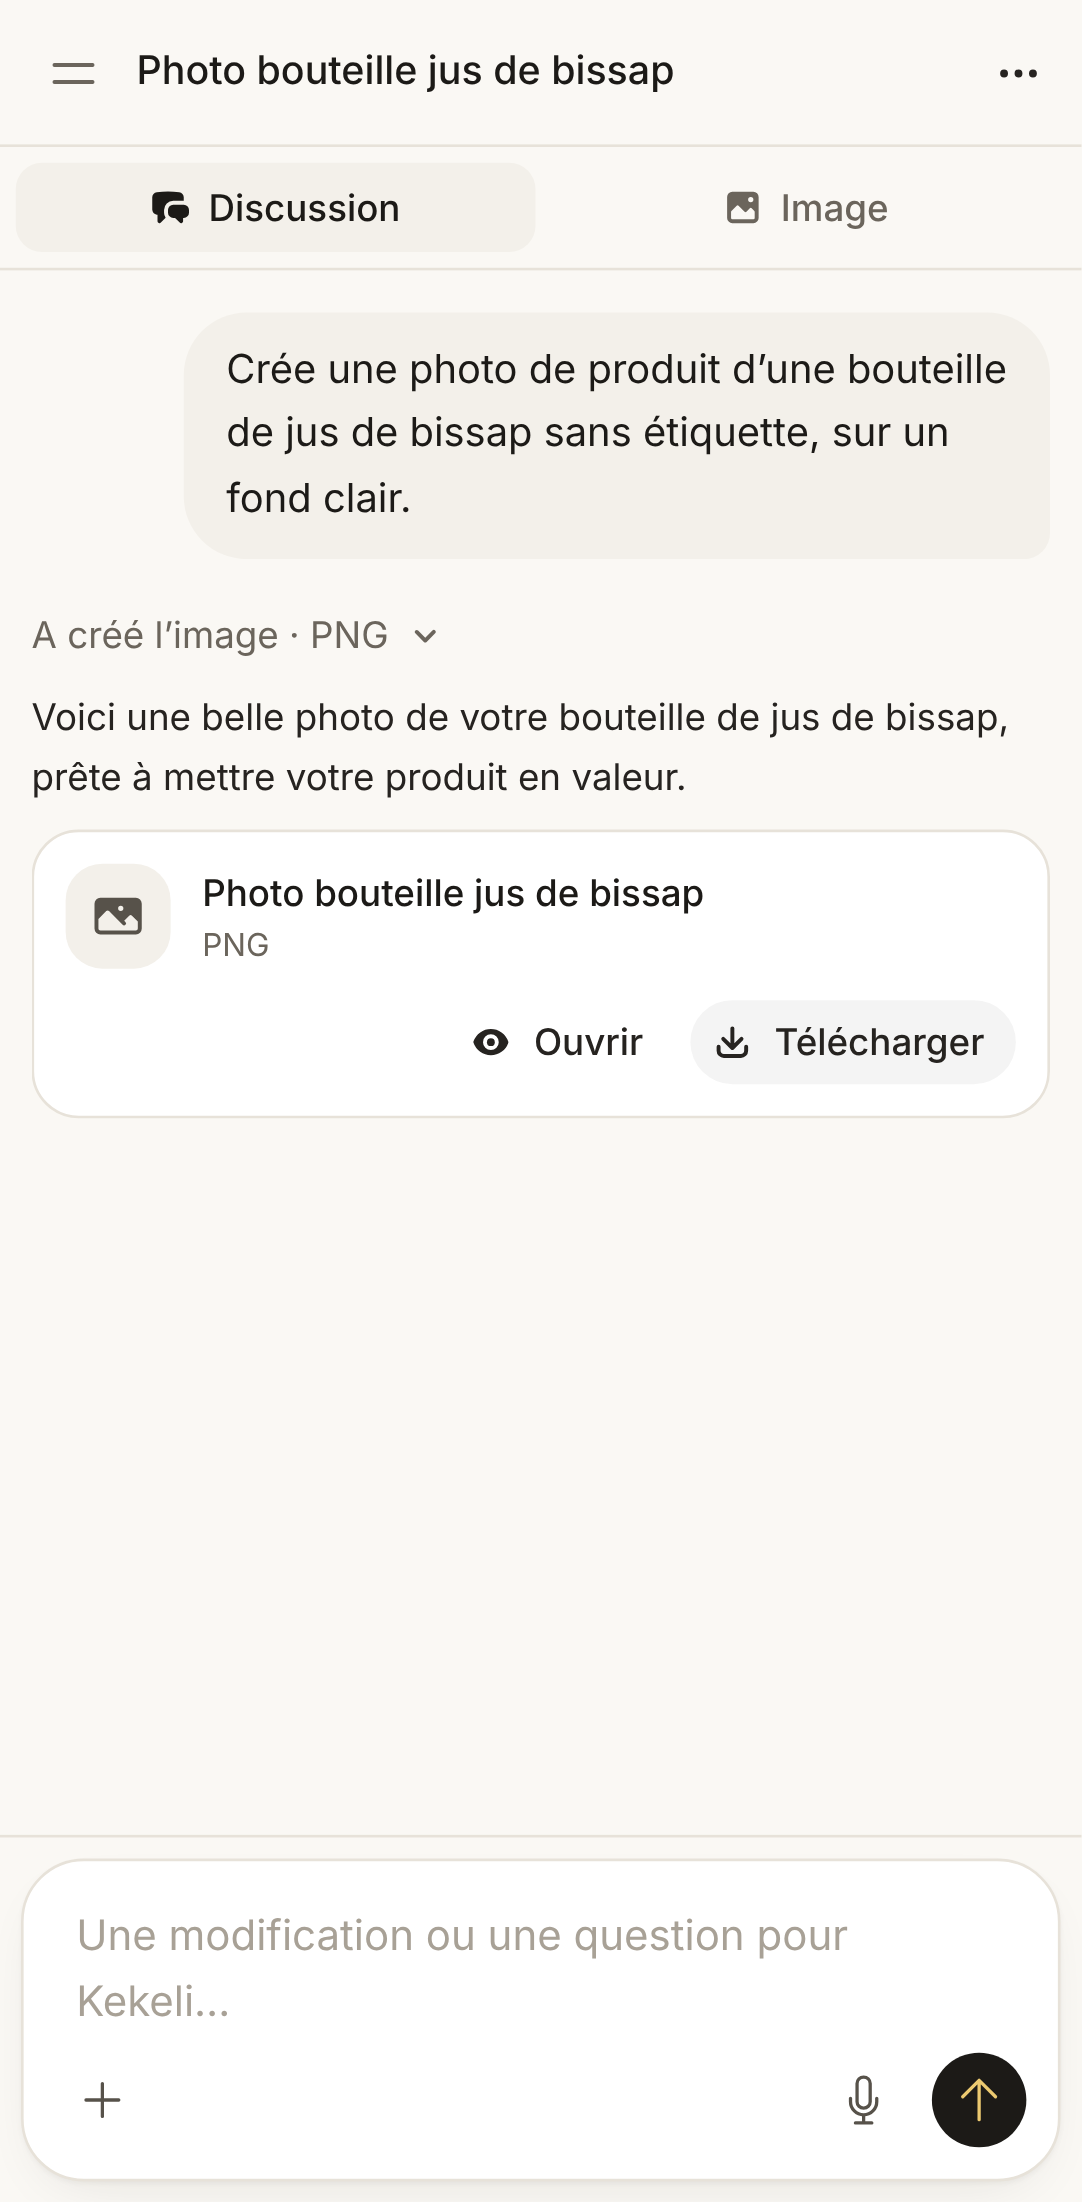 Photo bouteille jus de bissap
Discussion
Image
Crée une photo de produit d’une bouteille
de jus de bissap sans étiquette, sur un
fond clair.
A créé l’image · PNG
Voici une belle photo de votre bouteille de jus de bissap,
prête à mettre votre produit en valeur.
Photo bouteille jus de bissap
PNG
Ouvrir
Télécharger
Une modification ou une question pour
Kekeli...